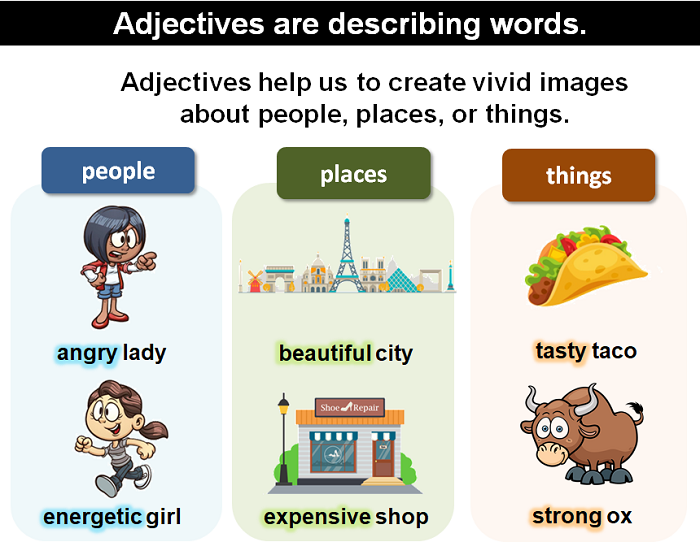 Adjectives are describing words.
Adjectives help us to create vivid images
about people, places, or things.
people
places
things
angry lady
beautiful city
tasty taco
Shoe Repair
energetic girl
expensive shop
strong ox